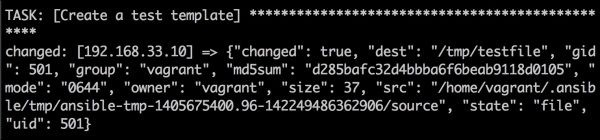 TASK: [Create a test template] *********************************************
****
changed: [192.168.33.10] => {"changed": true, "dest": "/tmp/testfile", "gid
": 501, "group": "vagrant", "md5sum": "d285bafc32d4bbba6f6beab9118d0105", "
mode": "0644", "owner": "vagrant", "size": 37, "src": "/home/vagrant/.ansib
le/tmp/ansible-tmp-1405675400.96-142249486362906/source", "state": "file",
"uid": 501}